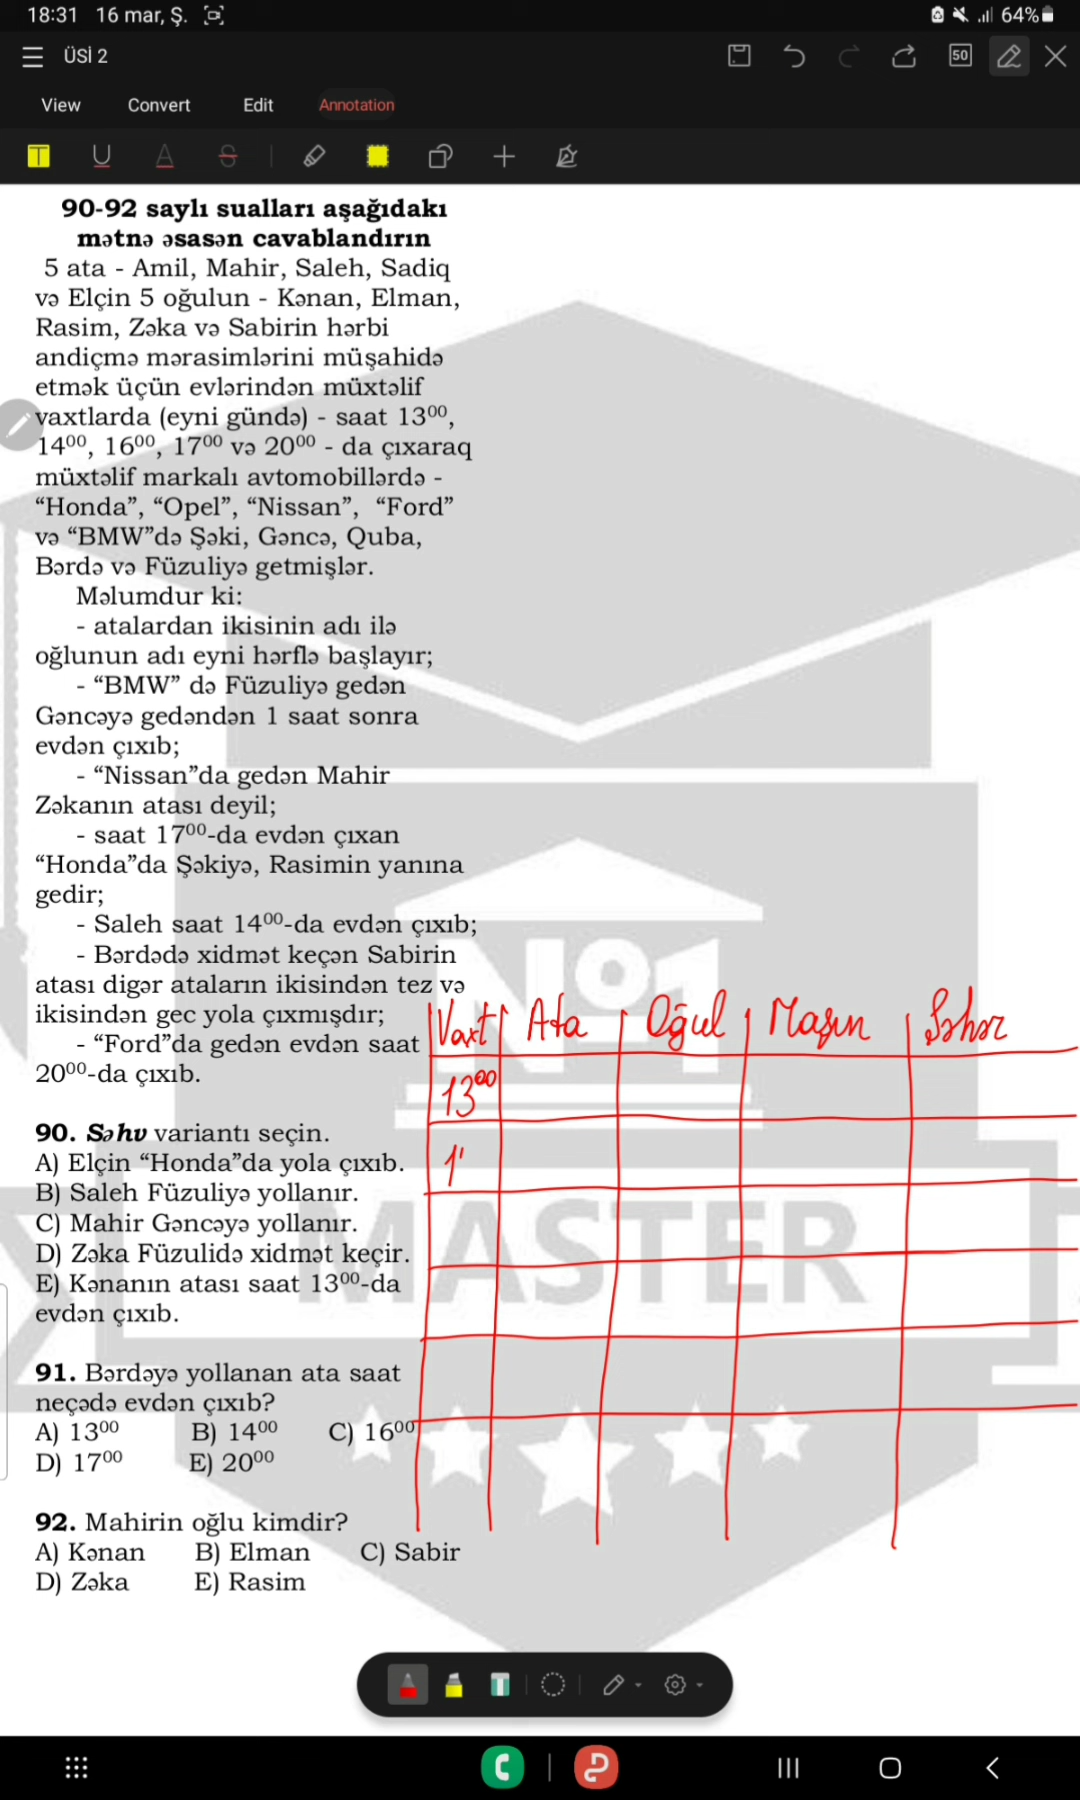 18:31 16 mar, Ş. 64%
ÜSİ 2 50
View Convert Edit Annotation
T U A S
90-92 saylı sualları aşağıdakı
mətnə əsasən cavablandırın
5 ata - Amil, Mahir, Saleh, Sadiq
və Elçin 5 oğulun - Kənan, Elman,
Rasim, Zəka və Sabirin hərbi
andiçmə mərasimlərini müşahidə
etmək üçün evlərindən müxtəlif
vaxtlarda (eyni gündə) - saat 13⁰⁰,
14⁰⁰, 16⁰⁰, 17⁰⁰ və 20⁰⁰ - da çıxaraq
müxtəlif markalı avtomobillərdə -
“Honda”, “Opel”, “Nissan”, “Ford”
və “BMW”də Şəki, Gəncə, Quba,
Bərdə və Füzuliyə getmişlər.
Məlumdur ki:
- atalardan ikisinin adı ilə
oğlunun adı eyni hərflə başlayır;
- “BMW” də Füzuliyə gedən
Gəncəyə gedəndən 1 saat sonra
evdən çıxıb;
- “Nissan”da gedən Mahir
Zəkanın atası deyil;
- saat 17⁰⁰-da evdən çıxan
“Honda”da Şəkiyə, Rasimin yanına
gedir;
- Saleh saat 14⁰⁰-da evdən çıxıb;
- Bərdədə xidmət keçən Sabirin
atası digər ataların ikisindən tez və
ikisindən gec yola çıxmışdır;
- “Ford”da gedən evdən saat
20⁰⁰-da çıxıb.
Vaxt Ata Oğul Maşın Şəhər
13⁰⁰
1'
90. Səhv variantı seçin.
A) Elçin “Honda”da yola çıxıb.
B) Saleh Füzuliyə yollanır.
C) Mahir Gəncəyə yollanır.
D) Zəka Füzulidə xidmət keçir.
E) Kənanın atası saat 13⁰⁰-da
evdən çıxıb.
91. Bərdəyə yollanan ata saat
neçədə evdən çıxıb?
A) 13⁰⁰ B) 14⁰⁰ C) 16⁰⁰
D) 17⁰⁰ E) 20⁰⁰
92. Mahirin oğlu kimdir?
A) Kənan B) Elman C) Sabir
D) Zəka E) Rasim
№1
MASTER